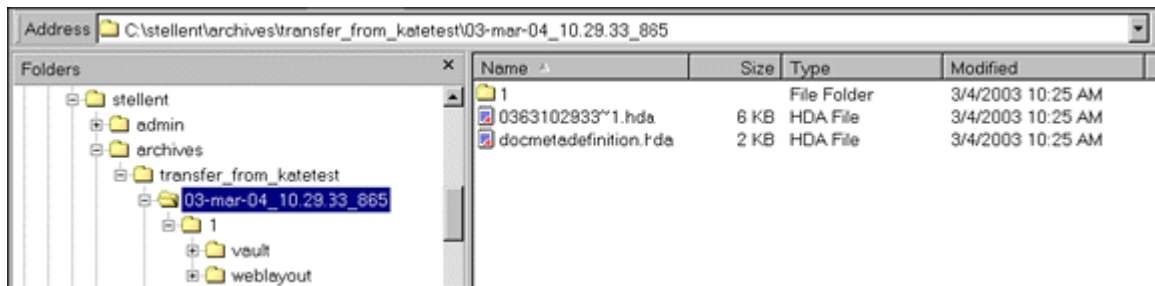 Address C:\stellent\archives\transfer_from_katetest\03-mar-04_10.29.33_865
Folders ×
stellent
admin
archives
transfer_from_katetest
03-mar-04_10.29.33_865
1
vault
weblayout
Name Size Type Modified
1 File Folder 3/4/2003 10:25 AM
0363102933~1.hda 6 KB HDA File 3/4/2003 10:25 AM
docmetadefinition.hda 2 KB HDA File 3/4/2003 10:25 AM